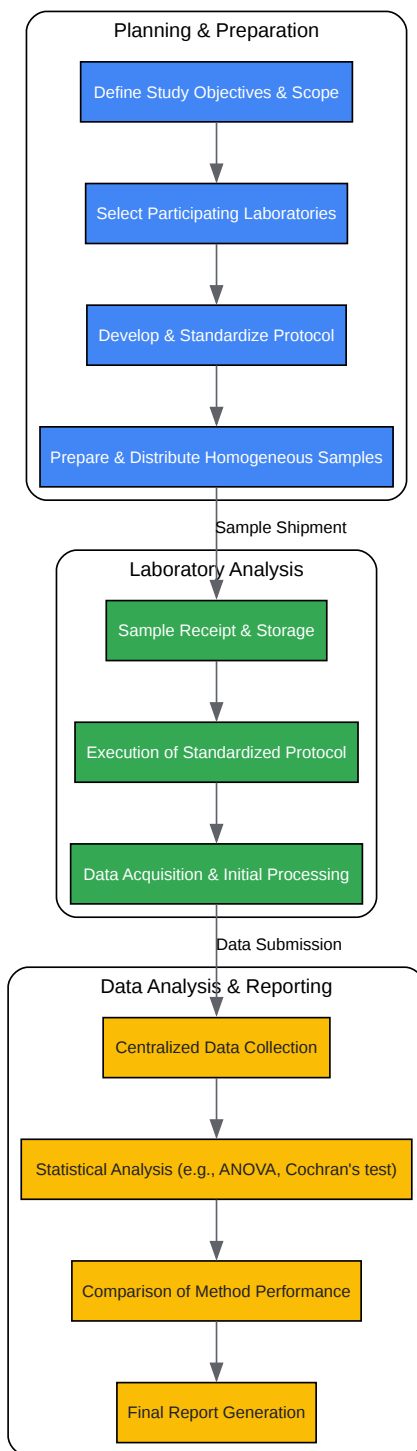 Planning & Preparation
Define Study Objectives & Scope
Select Participating Laboratories
Develop & Standardize Protocol
Prepare & Distribute Homogeneous Samples
Sample Shipment
Laboratory Analysis
Sample Receipt & Storage
Execution of Standardized Protocol
Data Acquisition & Initial Processing
Data Submission
Data Analysis & Reporting
Centralized Data Collection
Statistical Analysis (e.g., ANOVA, Cochran's test)
Comparison of Method Performance
Final Report Generation